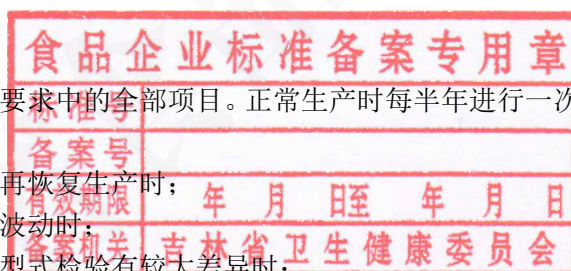 食品企业标准备案专用章
标准号
要求中的全部项目。正常生产时每半年进行一次
备案号
再恢复生产时;
有效期限 年 月 日至 年 月 日
波动时;
备案机关 吉林省卫生健康委员会
型式检验有较大差异时;